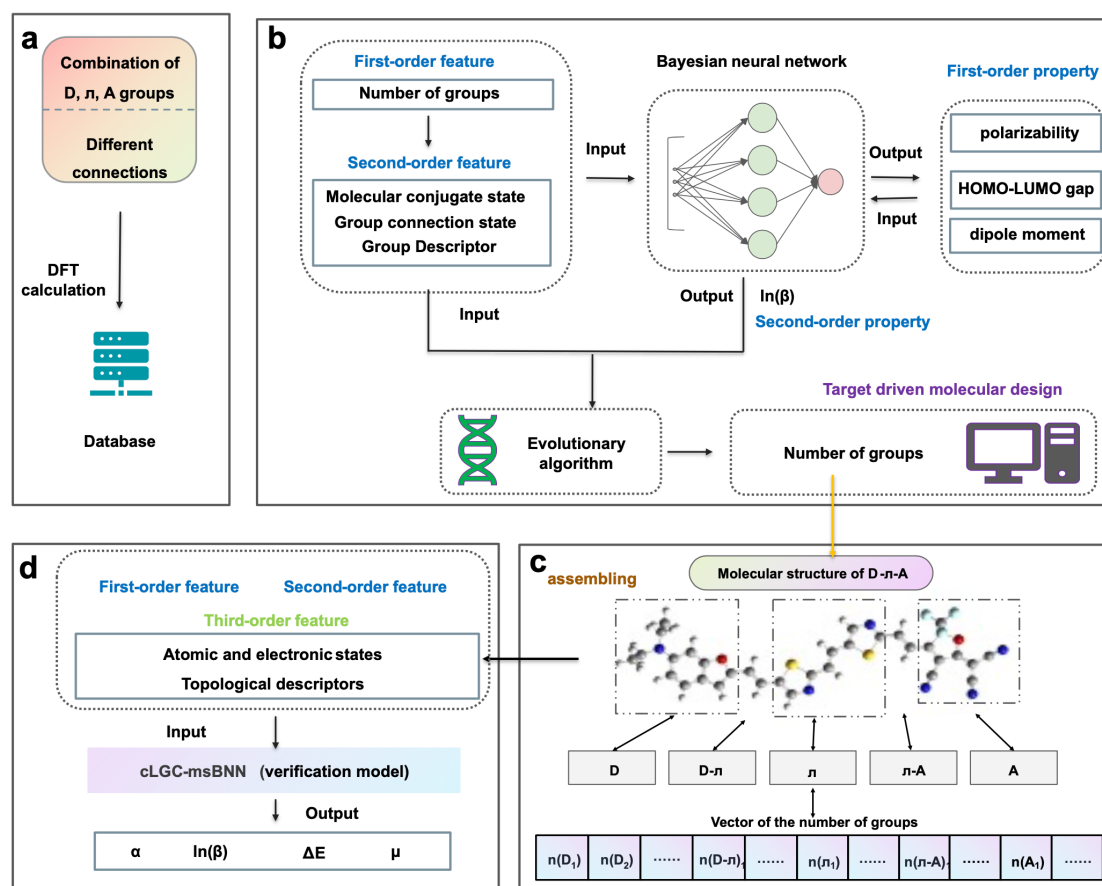 a
Combination of
D, л, A groups
Different
connections
DFT
calculation
Database
b
First-order feature
Number of groups
Second-order feature
Molecular conjugate state
Group connection state
Group Descriptor
Input
Bayesian neural network
Output
Input
First-order property
polarizability
HOMO-LUMO gap
dipole moment
Input
Output ln(β)
Second-order property
Evolutionary
algorithm
Target driven molecular design
Number of groups
c
assembling
Molecular structure of D-л-A
D
D-л
л
л-A
A
Vector of the number of groups
n(D₁) n(D₂) ...... n(D-л)₁ ...... n(л₁) ...... n(л-A)₁ ...... n(A₁) ......
d
First-order feature Second-order feature
Third-order feature
Atomic and electronic states
Topological descriptors
Input
cLGC-msBNN (verification model)
Output
α ln(β) ΔE μ